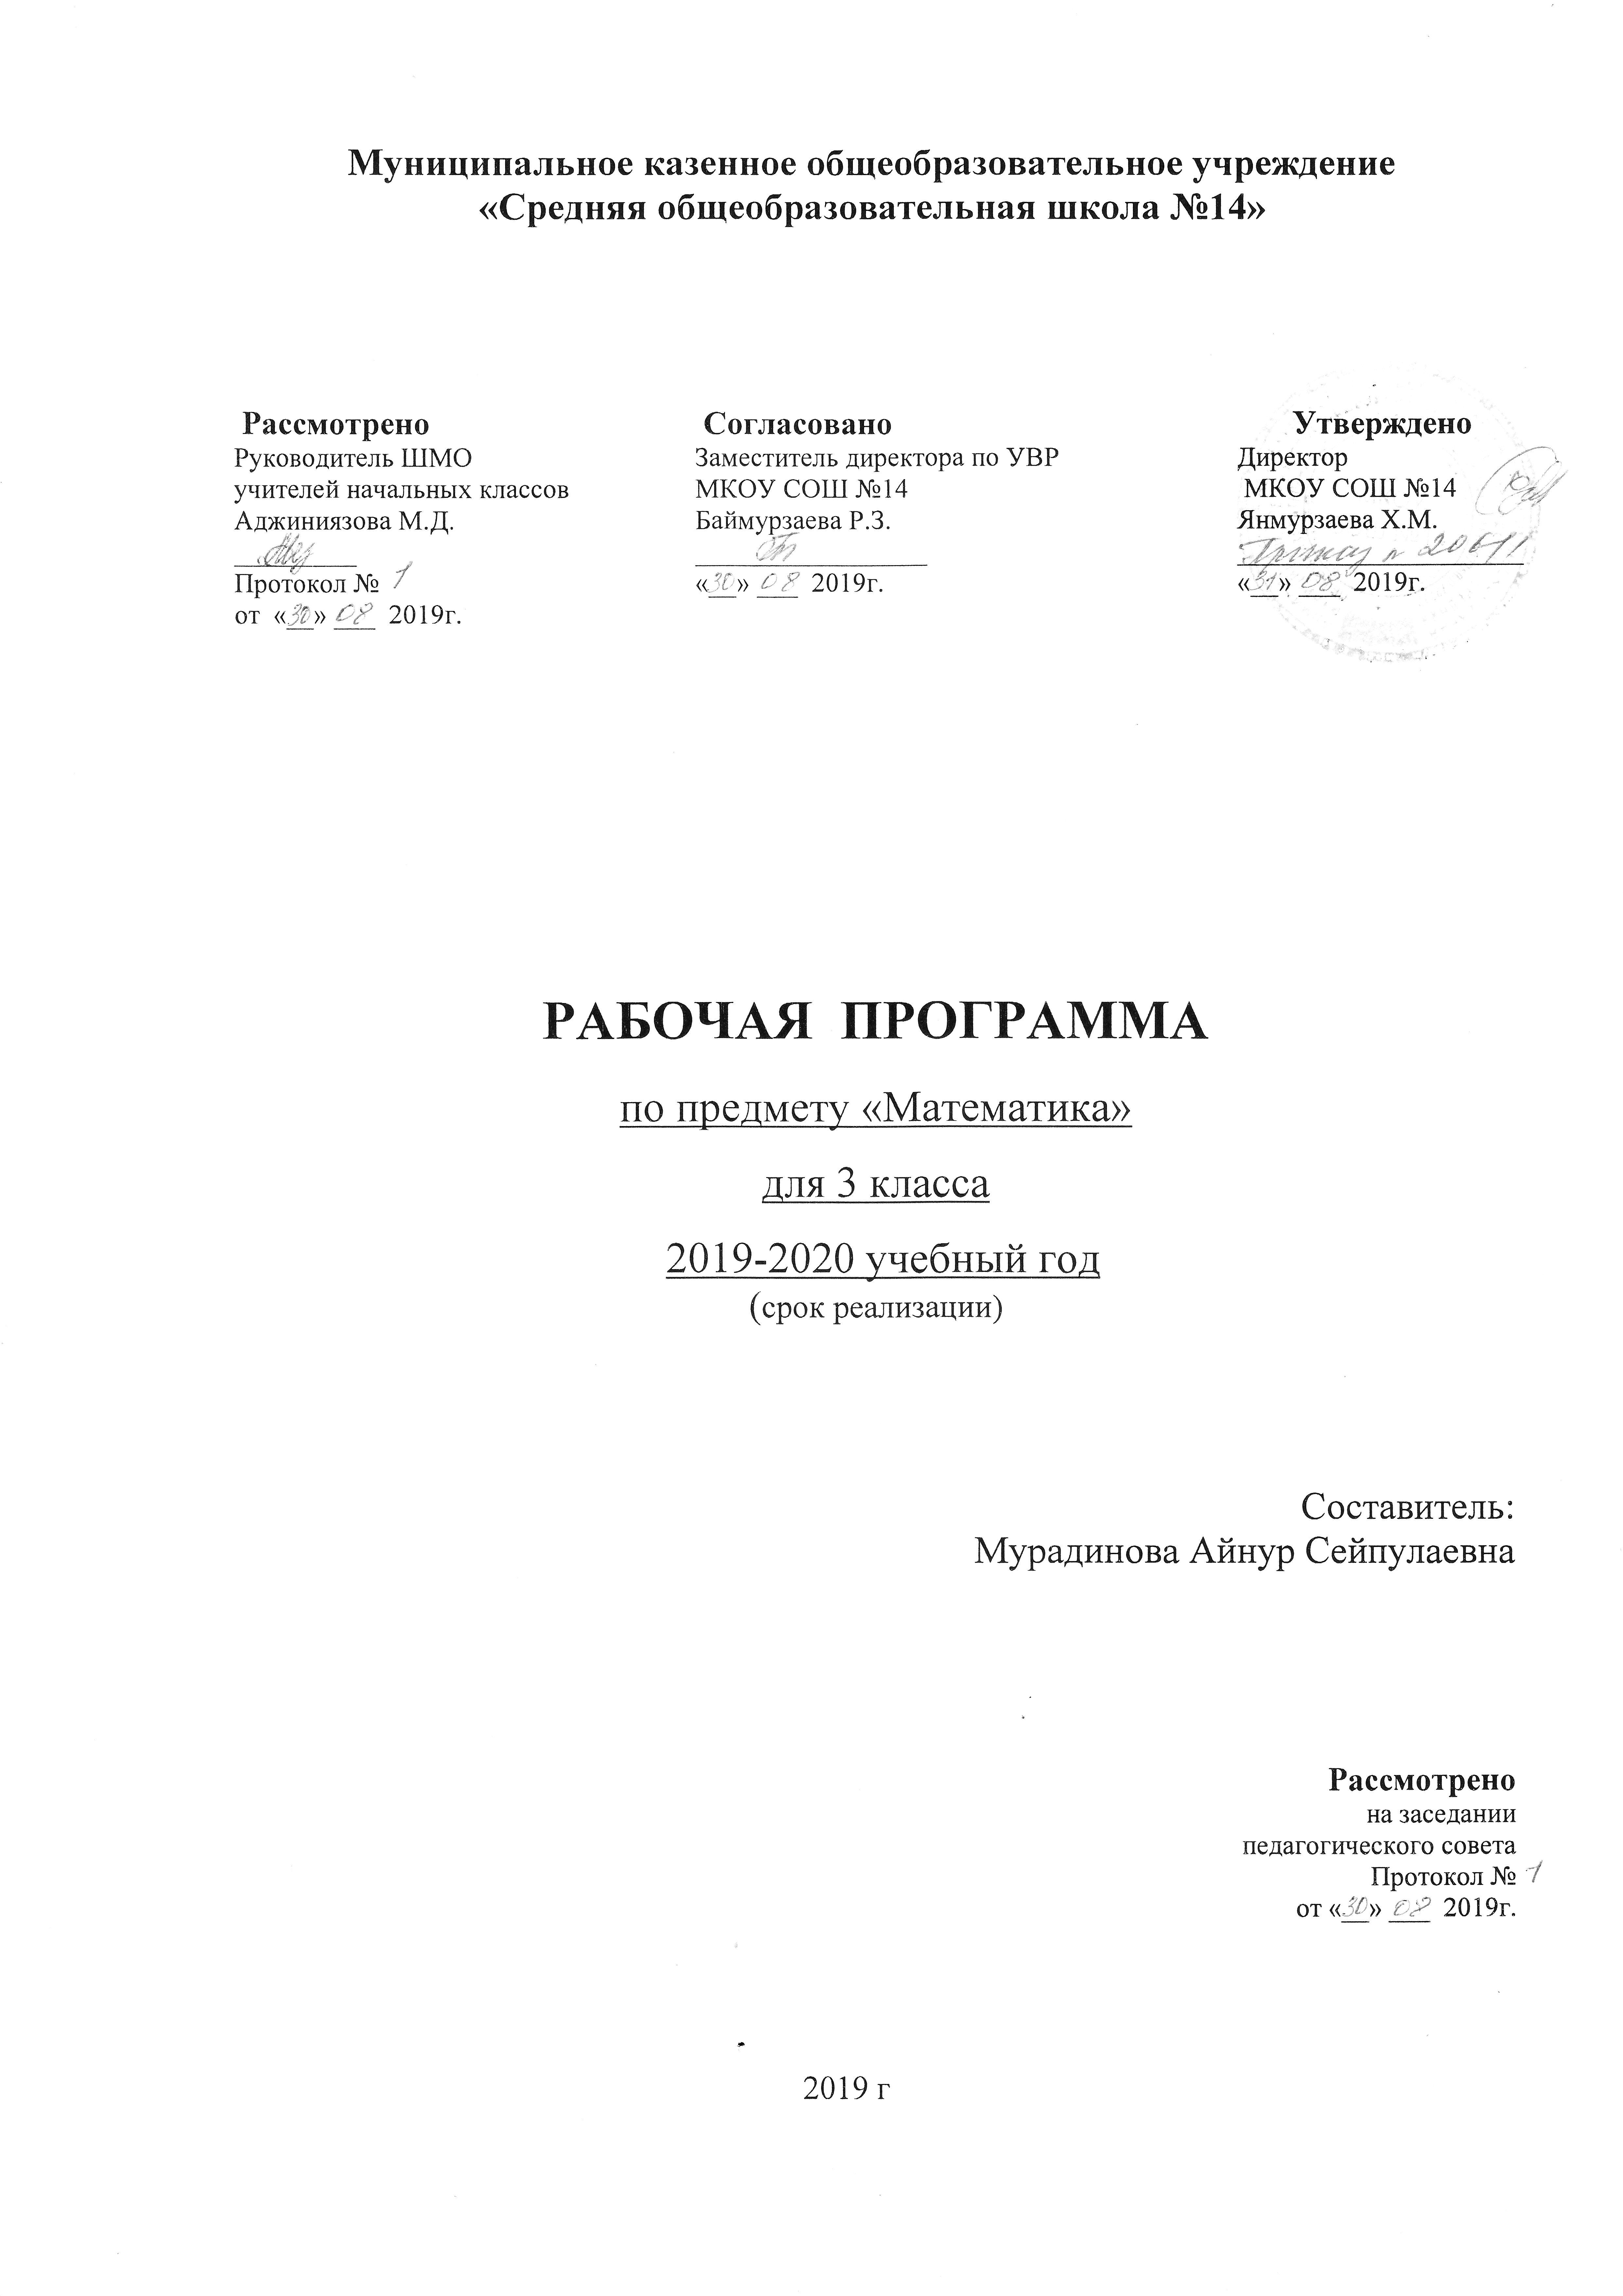 Муниципальное казенное общеобразовательное учреждение
«Средняя общеобразовательная школа №14»
Рассмотрено
Руководитель ШМО
учителей начальных классов
Аджиниязова М.Д.
Протокол № 1
от «30» 08 2019г.
Согласовано
Заместитель директора по УВР
МКОУ СОШ №14
Баймурзаева Р.З.
«30» 08 2019г.
Утверждено
Директор
МКОУ СОШ №14
Янмурзаева Х.М.
Приказ
«31» 08 2019г.
РАБОЧАЯ ПРОГРАММА
по предмету «Математика»
для 3 класса
2019-2020 учебный год
(срок реализации)
Составитель:
Мурадинова Айнур Сейпулаевна
Рассмотрено
на заседании
педагогического совета
Протокол № 1
от «30» 08 2019г.
2019 г